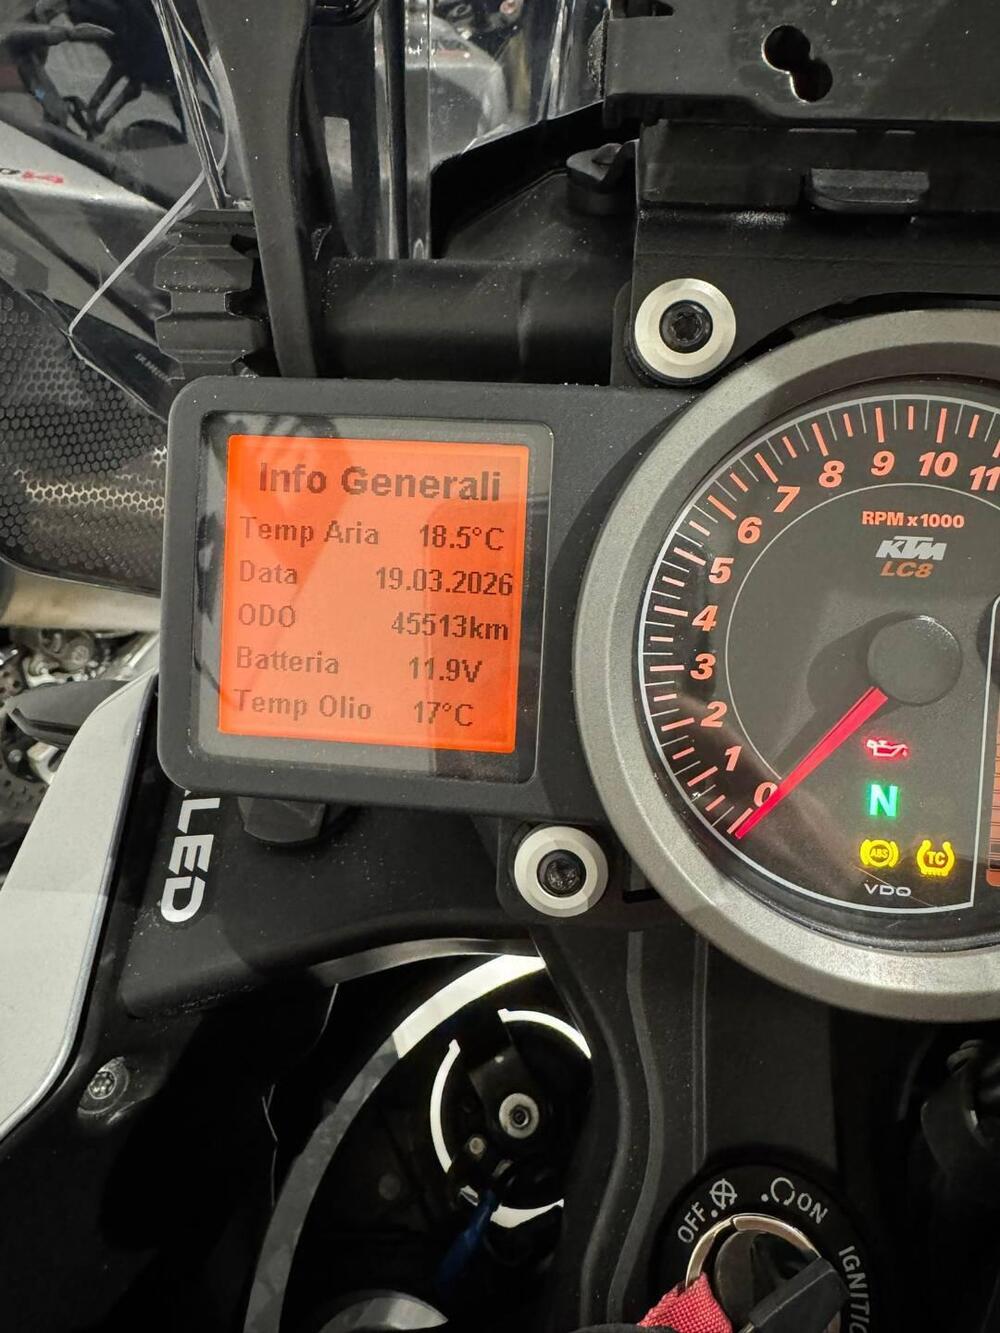 Info Generali
Temp Aria 18.5°C
Data 19.03.2026
ODO 45513km
Batteria 11.9V
Temp Olio 17°C
0 1 2 3 4 5 6 7 8 9 10 11
RPM x 1000
KTM
LC8
N
ABS
TC
VDO
LED
OFF
ON